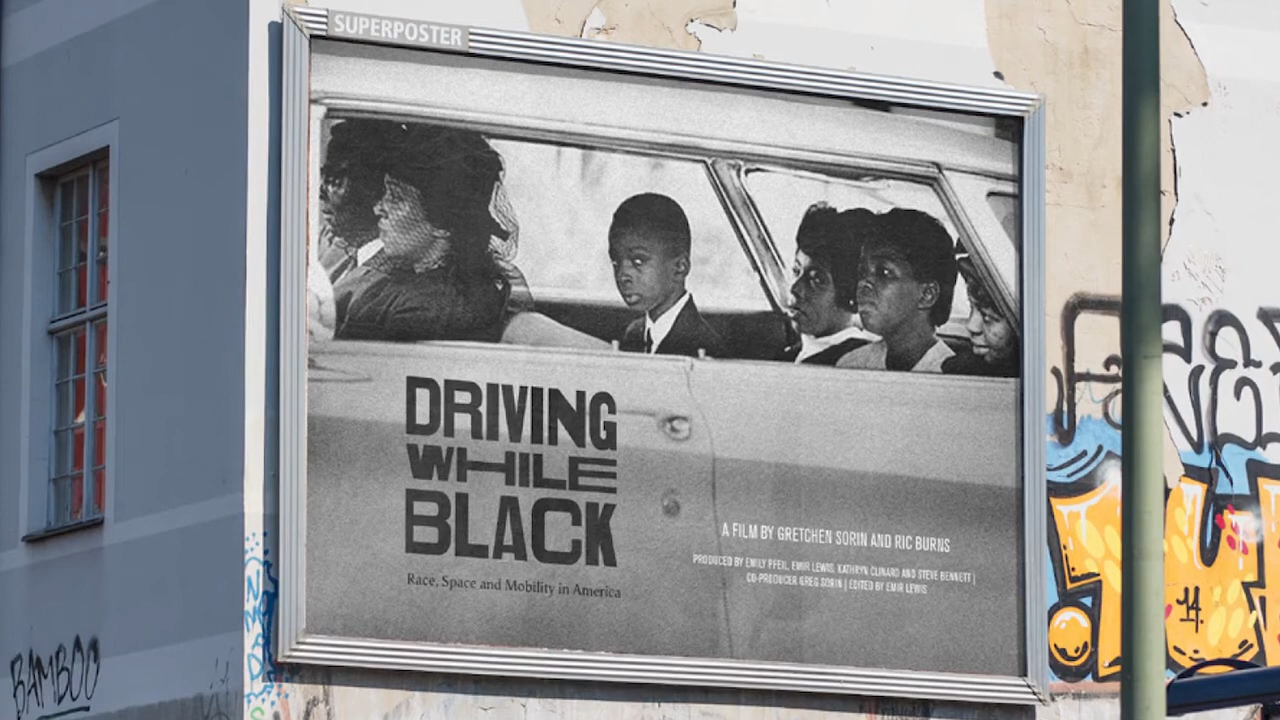 SUPERPOSTER
DRIVING
WHILE
BLACK
Race, Space and Mobility in America
A FILM BY GRETCHEN SORIN AND RIC BURNS
PRODUCED BY EMILY PFEIL, EMIR LEWIS, KATHRYN CLINARD AND STEVE BENNETT |
CO-PRODUCER GREG SORIN | EDITED BY EMIR LEWIS
14.
BAMBOO